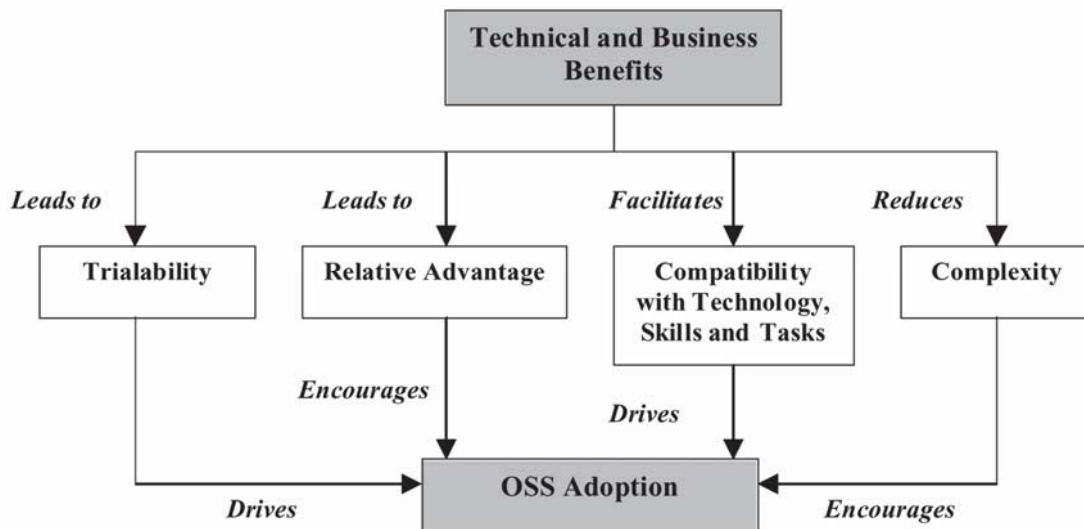 Technical and Business
Benefits
Leads to
Leads to
Facilitates
Reduces
Trialability
Relative Advantage
Compatibility
with Technology,
Skills and Tasks
Complexity
Encourages
Drives
OSS Adoption
Drives
Encourages